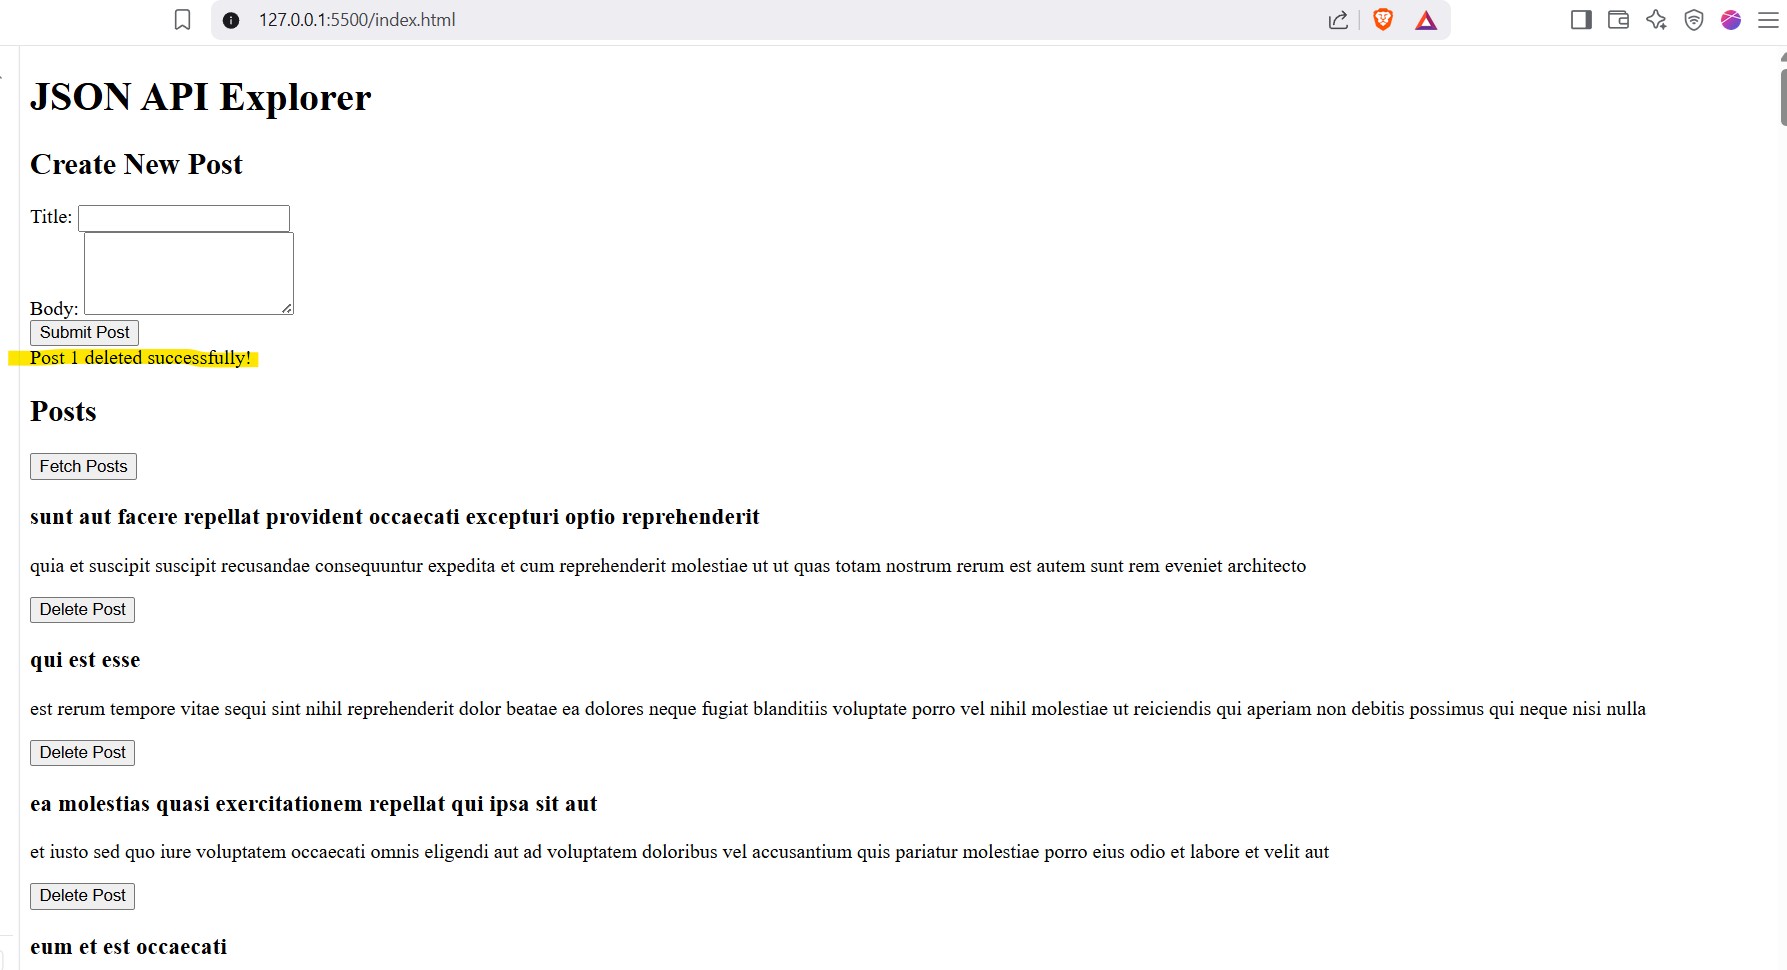 127.0.0.1:5500/index.html
JSON API Explorer
Create New Post
Title:
Body:
Submit Post
Post 1 deleted successfully!
Posts
Fetch Posts
sunt aut facere repellat provident occaecati excepturi optio reprehenderit
quia et suscipit suscipit recusandae consequuntur expedita et cum reprehenderit molestiae ut ut quas totam nostrum rerum est autem sunt rem eveniet architecto
Delete Post
qui est esse
est rerum tempore vitae sequi sint nihil reprehenderit dolor beatae ea dolores neque fugiat blanditiis voluptate porro vel nihil molestiae ut reiciendis qui aperiam non debitis possimus qui neque nisi nulla
Delete Post
ea molestias quasi exercitationem repellat qui ipsa sit aut
et iusto sed quo iure voluptatem occaecati omnis eligendi aut ad voluptatem doloribus vel accusantium quis pariatur molestiae porro eius odio et labore et velit aut
Delete Post
eum et est occaecati